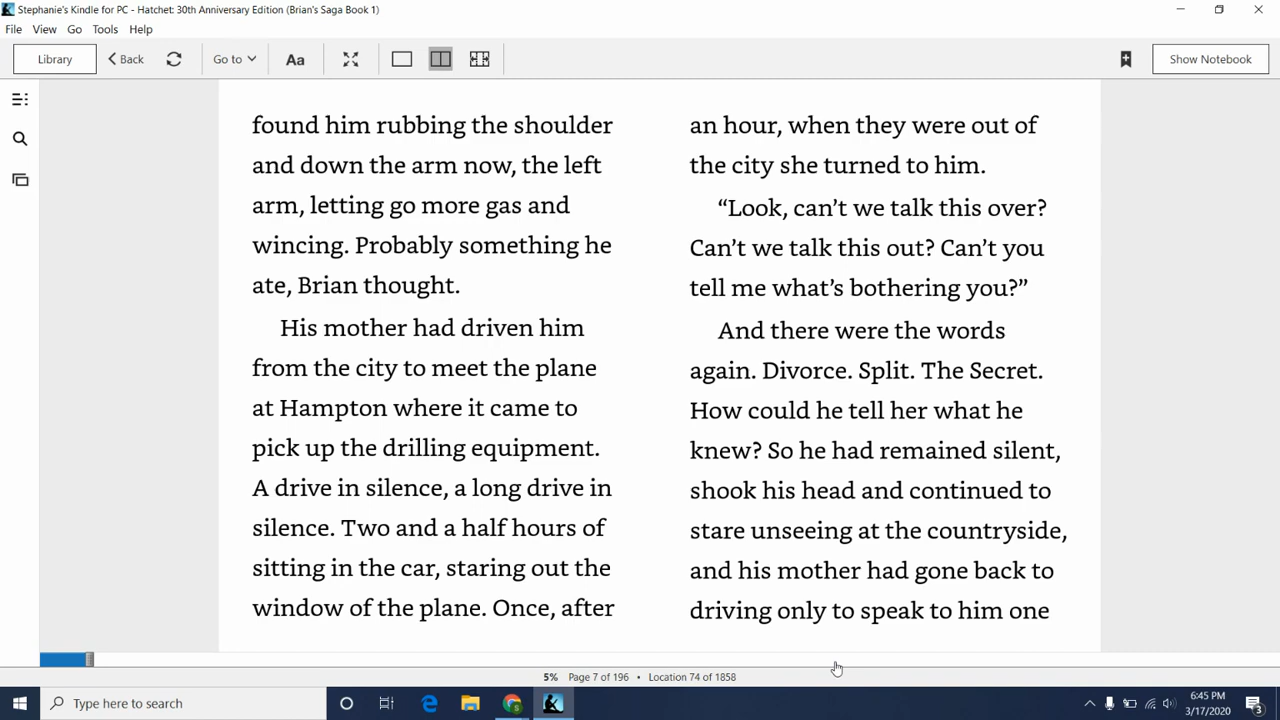 Stephanie's Kindle for PC - Hatchet: 30th Anniversary Edition (Brian's Saga Book 1)
File View Go Tools Help
Library Back Go to Aa Show Notebook
found him rubbing the shoulder
and down the arm now, the left
arm, letting go more gas and
wincing. Probably something he
ate, Brian thought.
His mother had driven him
from the city to meet the plane
at Hampton where it came to
pick up the drilling equipment.
A drive in silence, a long drive in
silence. Two and a half hours of
sitting in the car, staring out the
window of the plane. Once, after
an hour, when they were out of
the city she turned to him.
“Look, can’t we talk this over?
Can’t we talk this out? Can’t you
tell me what’s bothering you?”
And there were the words
again. Divorce. Split. The Secret.
How could he tell her what he
knew? So he had remained silent,
shook his head and continued to
stare unseeing at the countryside,
and his mother had gone back to
driving only to speak to him one
5% Page 7 of 196 • Location 74 of 1858
Type here to search
6:45 PM
3/17/2020
3